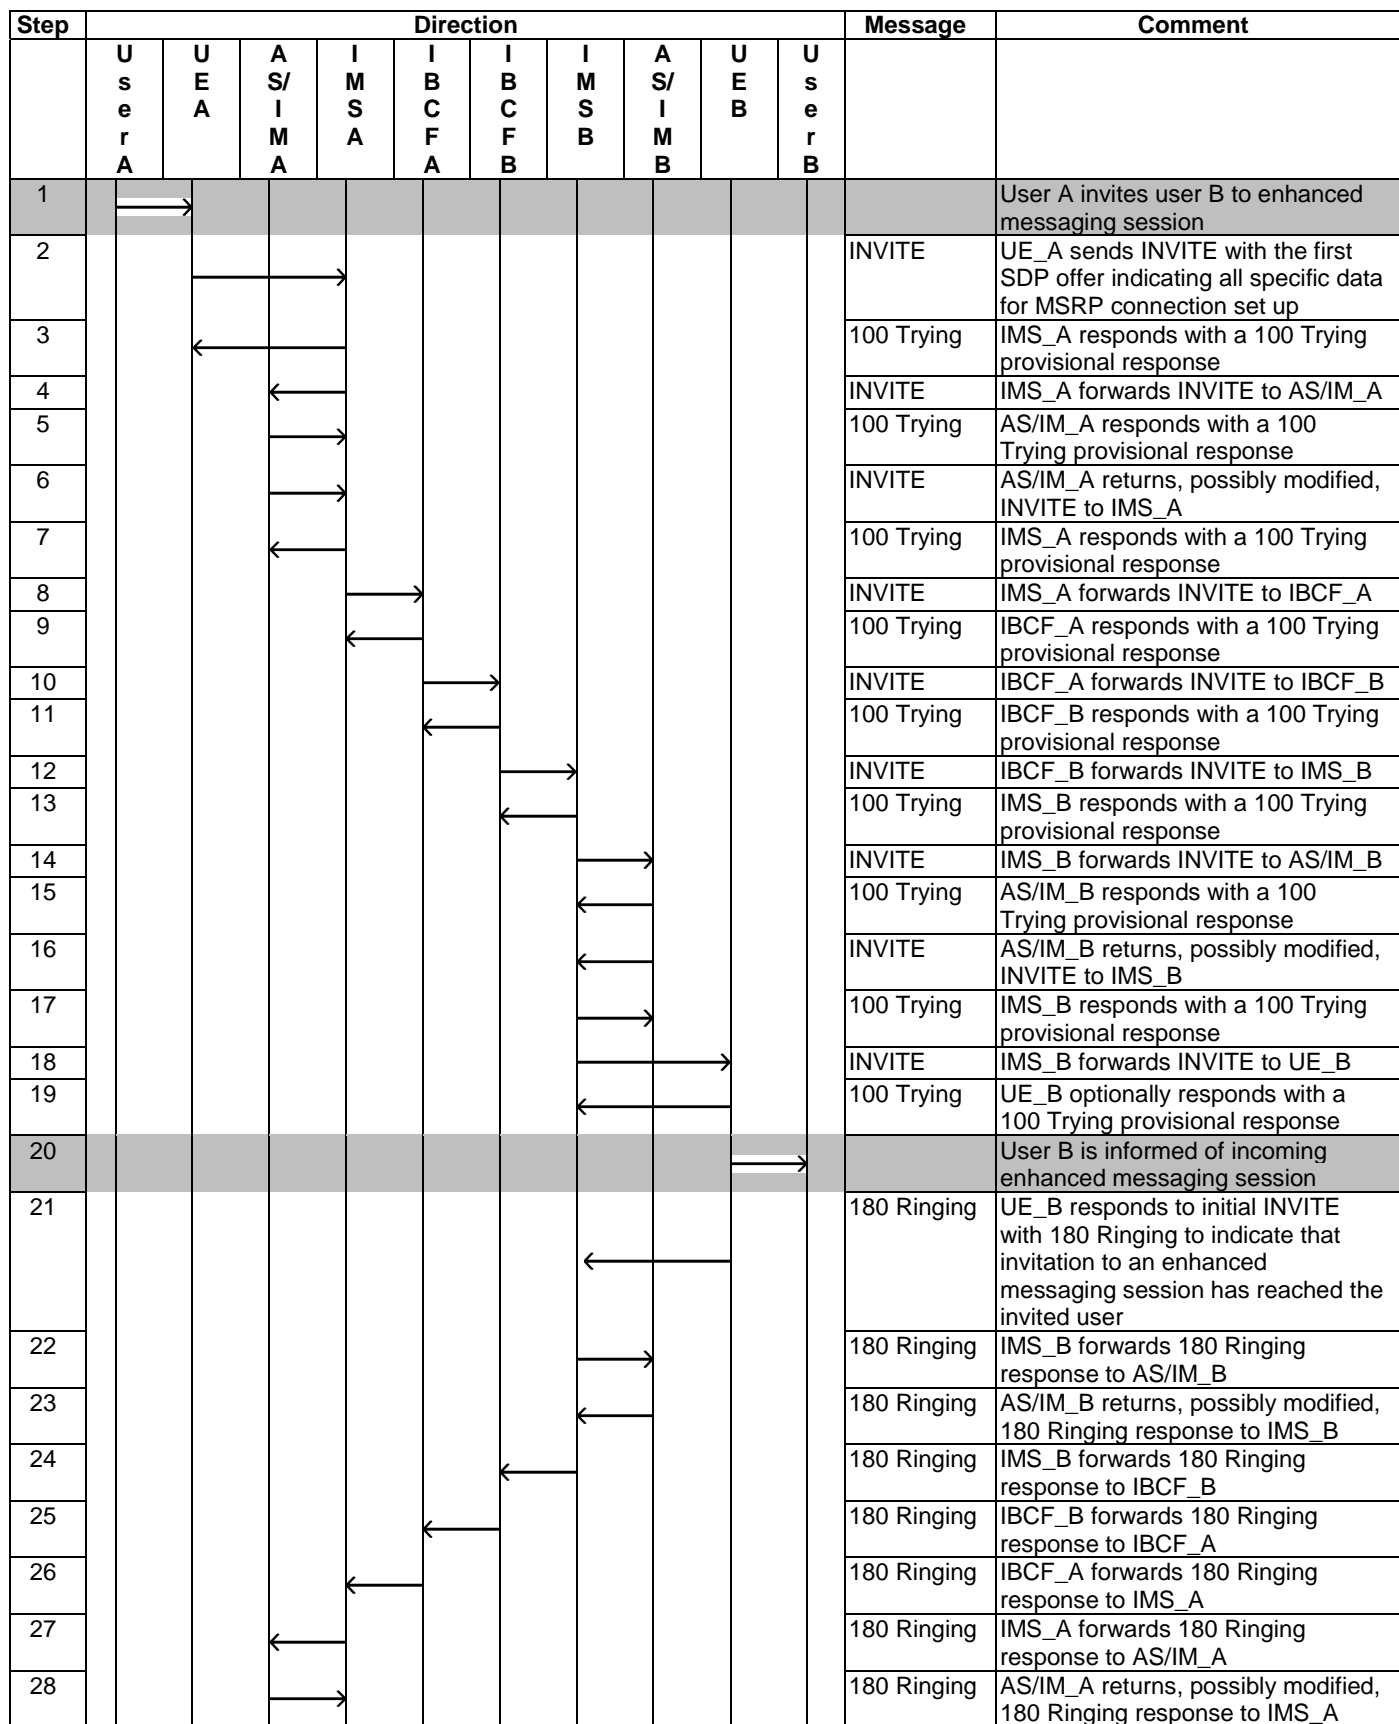 Step Direction Message Comment
User A UE A AS/IM A IMS A IBCF A IBCF B IMS B AS/IM B UE B User B
1 User A invites user B to enhanced
messaging session
2 INVITE UE_A sends INVITE with the first
SDP offer indicating all specific data
for MSRP connection set up
3 100 Trying IMS_A responds with a 100 Trying
provisional response
4 INVITE IMS_A forwards INVITE to AS/IM_A
5 100 Trying AS/IM_A responds with a 100
Trying provisional response
6 INVITE AS/IM_A returns, possibly modified,
INVITE to IMS_A
7 100 Trying IMS_A responds with a 100 Trying
provisional response
8 INVITE IMS_A forwards INVITE to IBCF_A
9 100 Trying IBCF_A responds with a 100 Trying
provisional response
10 INVITE IBCF_A forwards INVITE to IBCF_B
11 100 Trying IBCF_B responds with a 100 Trying
provisional response
12 INVITE IBCF_B forwards INVITE to IMS_B
13 100 Trying IMS_B responds with a 100 Trying
provisional response
14 INVITE IMS_B forwards INVITE to AS/IM_B
15 100 Trying AS/IM_B responds with a 100
Trying provisional response
16 INVITE AS/IM_B returns, possibly modified,
INVITE to IMS_B
17 100 Trying IMS_B responds with a 100 Trying
provisional response
18 INVITE IMS_B forwards INVITE to UE_B
19 100 Trying UE_B optionally responds with a
100 Trying provisional response
20 User B is informed of incoming
enhanced messaging session
21 180 Ringing UE_B responds to initial INVITE
with 180 Ringing to indicate that
invitation to an enhanced
messaging session has reached the
invited user
22 180 Ringing IMS_B forwards 180 Ringing
response to AS/IM_B
23 180 Ringing AS/IM_B returns, possibly modified,
180 Ringing response to IMS_B
24 180 Ringing IMS_B forwards 180 Ringing
response to IBCF_B
25 180 Ringing IBCF_B forwards 180 Ringing
response to IBCF_A
26 180 Ringing IBCF_A forwards 180 Ringing
response to IMS_A
27 180 Ringing IMS_A forwards 180 Ringing
response to AS/IM_A
28 180 Ringing AS/IM_A returns, possibly modified,
180 Ringing response to IMS_A